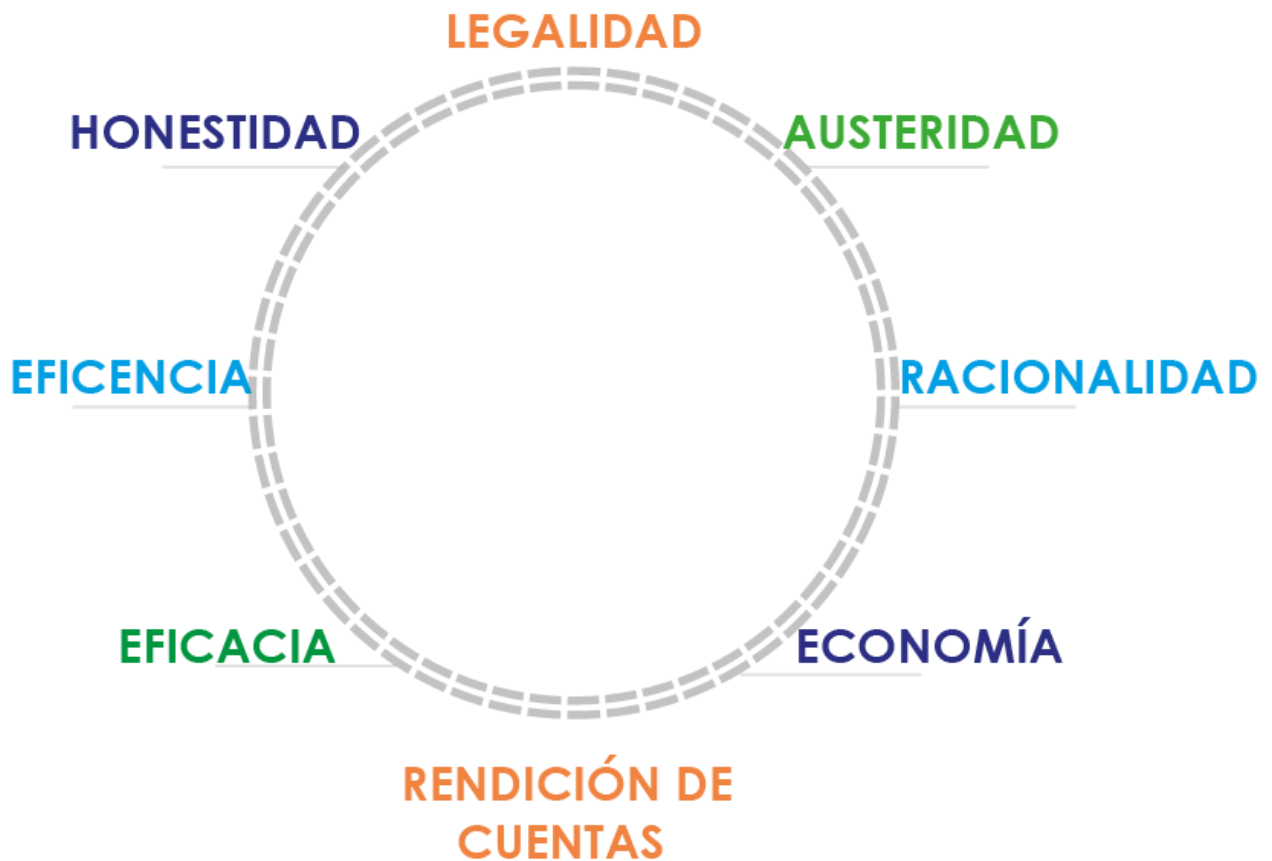 LEGALIDAD
HONESTIDAD
AUSTERIDAD
EFICENCIA
RACIONALIDAD
EFICACIA
ECONOMÍA
RENDICIÓN DE
CUENTAS